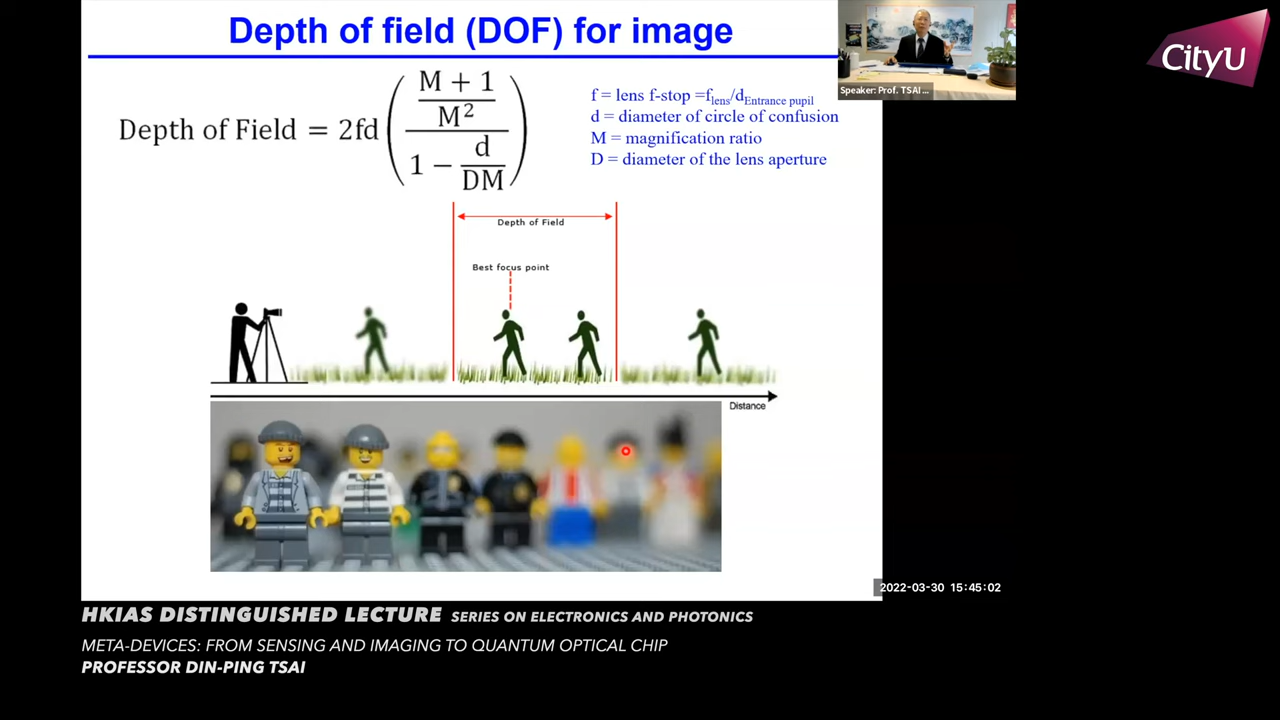 Depth of field (DOF) for image
CityU
Speaker: Prof. TSAI ...
Depth of Field = 2fd ( (M + 1 / M²) / (1 − d / DM) )
f = lens f-stop =f_lens/d_Entrance pupil
d = diameter of circle of confusion
M = magnification ratio
D = diameter of the lens aperture
Depth of Field
Best focus point
Distance
2022-03-30 15:45:02
HKIAS DISTINGUISHED LECTURE SERIES ON ELECTRONICS AND PHOTONICS
META-DEVICES: FROM SENSING AND IMAGING TO QUANTUM OPTICAL CHIP
PROFESSOR DIN-PING TSAI